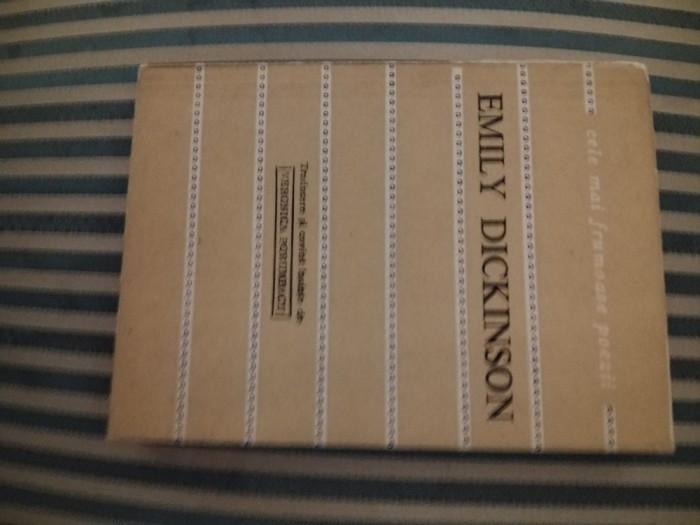 cele mai frumoase poezii
EMILY DICKINSON
Traducere și cuvînt înainte de
VERONICA PORUMBACU